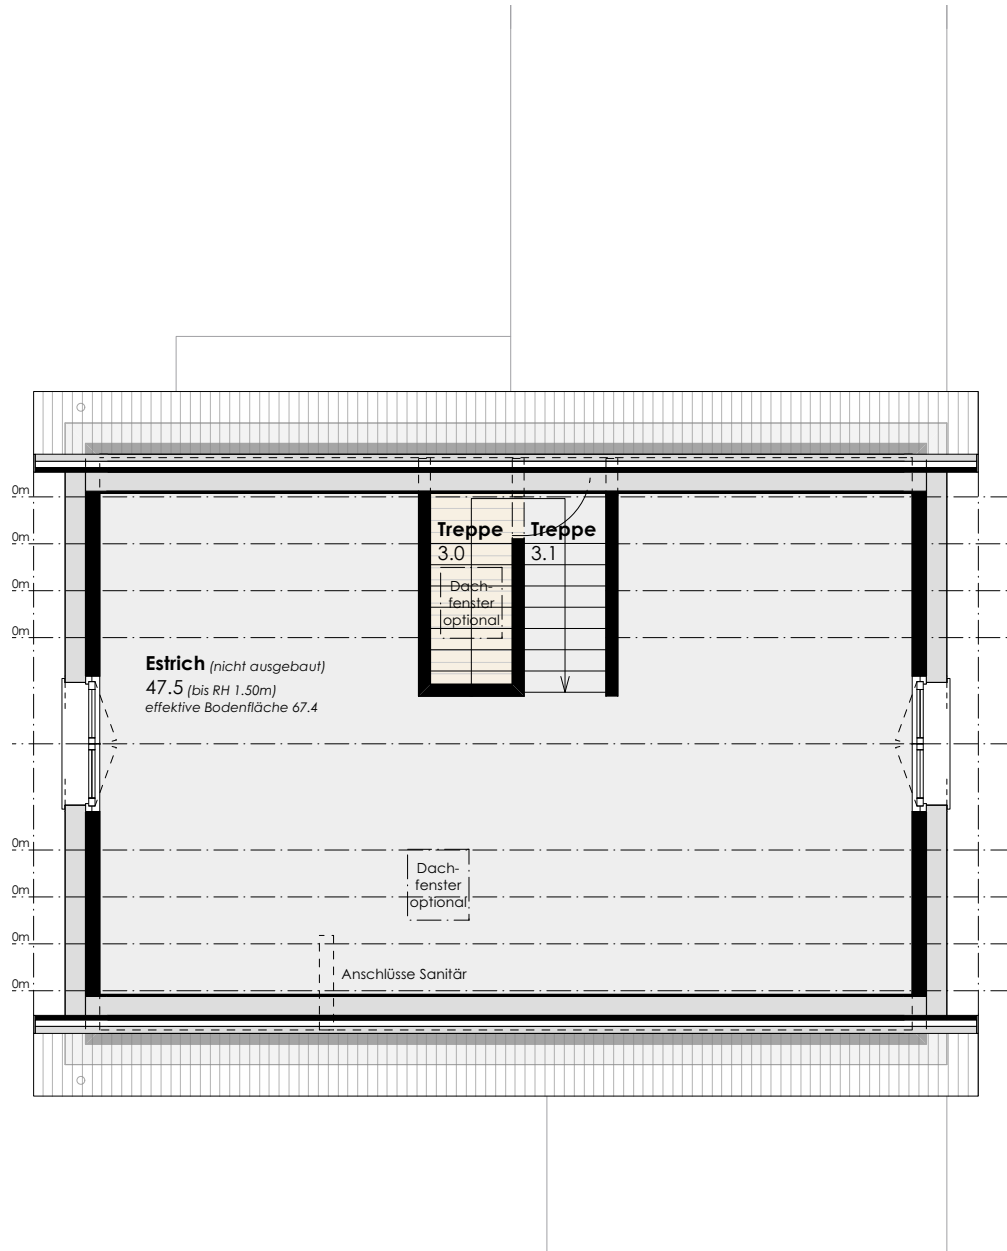 0m
0m
Treppe
3.0
Treppe
3.1
0m
Dach-
fenster
optional
0m
Estrich (nicht ausgebaut)
47.5 (bis RH 1.50m)
effektive Bodenfläche 67.4
0m
Dach-
fenster
optional
0m
0m
Anschlüsse Sanitär
0m